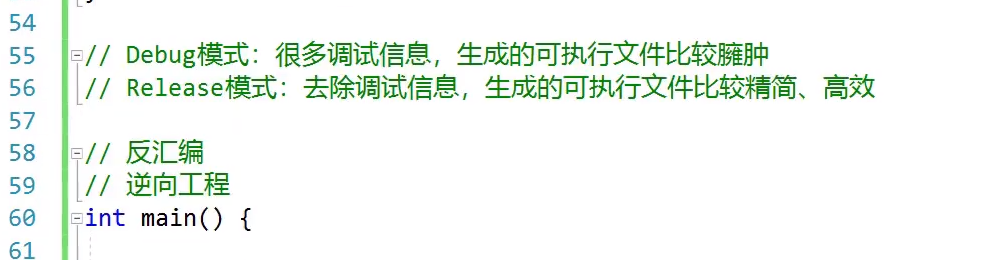 54
55 // Debug模式：很多调试信息，生成的可执行文件比较臃肿
56 // Release模式：去除调试信息，生成的可执行文件比较精简、高效
57
58 // 反汇编
59 // 逆向工程
60 int main() {
61